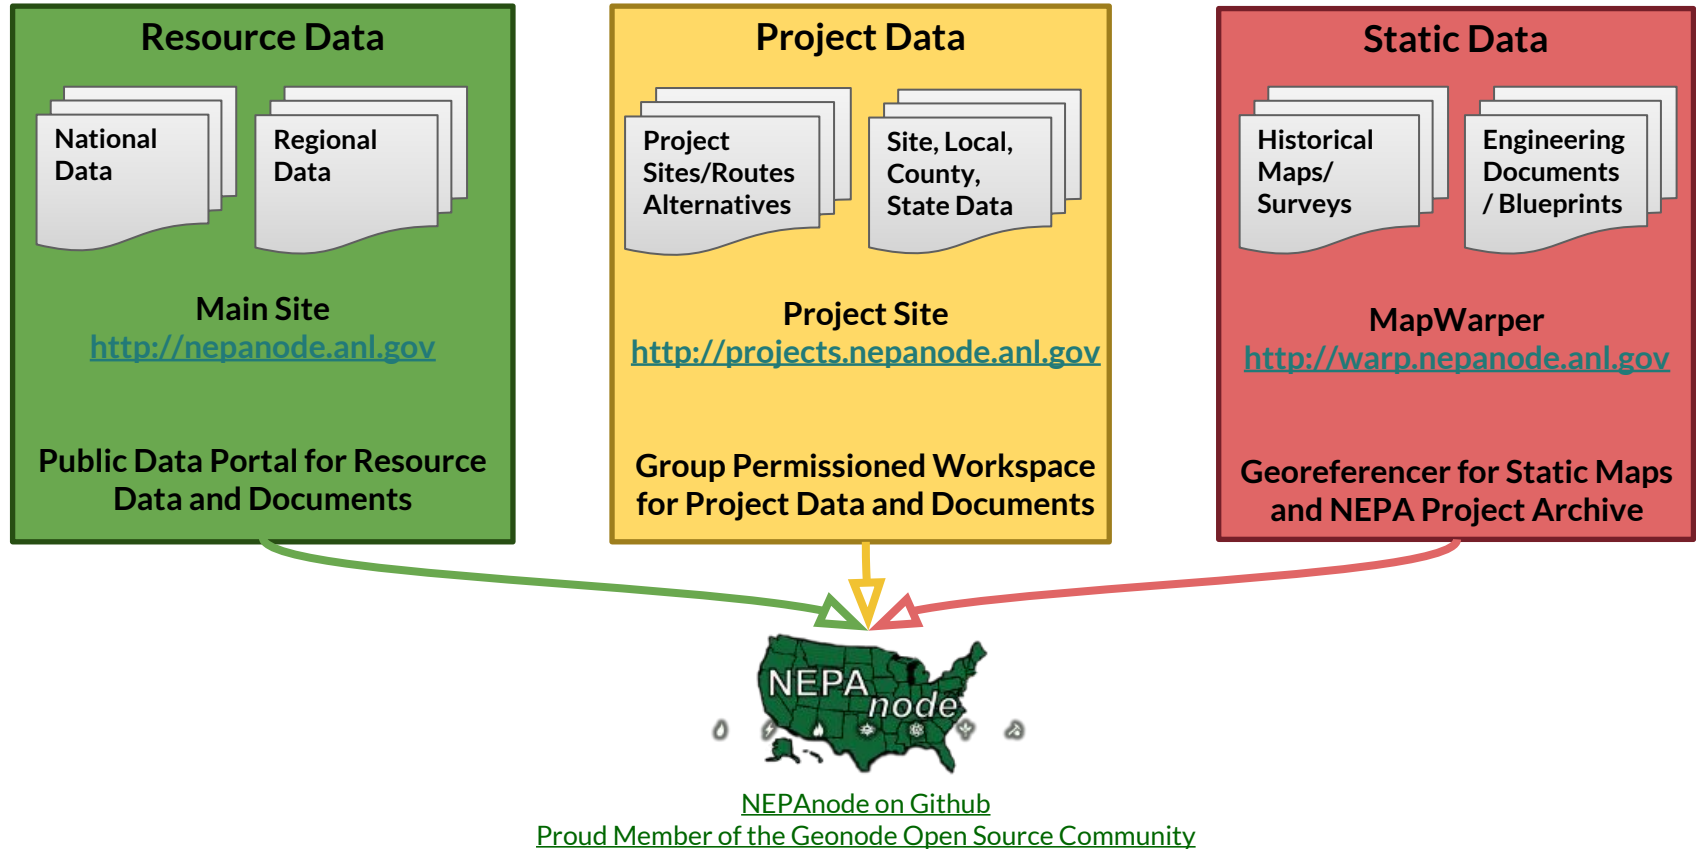 Resource Data
National
Data
Regional
Data
Main Site
http://nepanode.anl.gov
Public Data Portal for Resource
Data and Documents
Project Data
Project
Sites/Routes
Alternatives
Site, Local,
County,
State Data
Project Site
http://projects.nepanode.anl.gov
Group Permissioned Workspace
for Project Data and Documents
Static Data
Historical
Maps/
Surveys
Engineering
Documents
/ Blueprints
MapWarper
http://warp.nepanode.anl.gov
Georeferencer for Static Maps
and NEPA Project Archive
NEPA
node
NEPAnode on Github
Proud Member of the Geonode Open Source Community